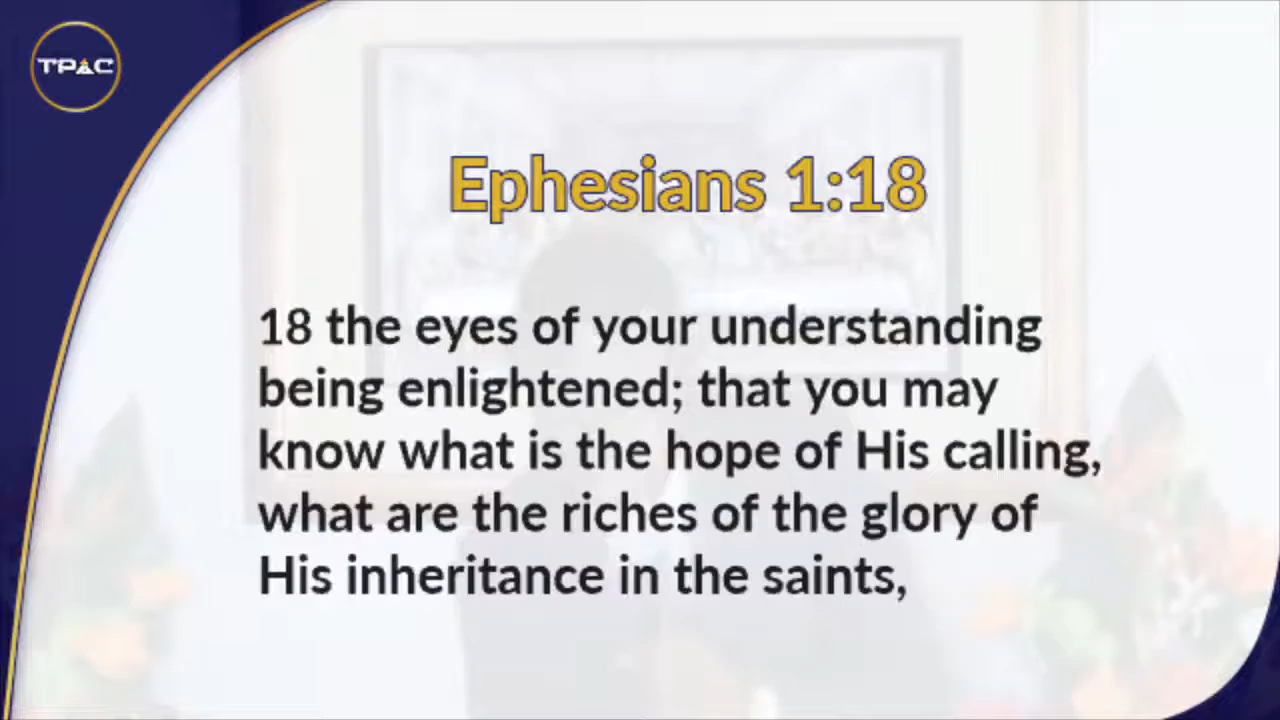 TPAC
Ephesians 1:18
18 the eyes of your understanding
being enlightened; that you may
know what is the hope of His calling,
what are the riches of the glory of
His inheritance in the saints,